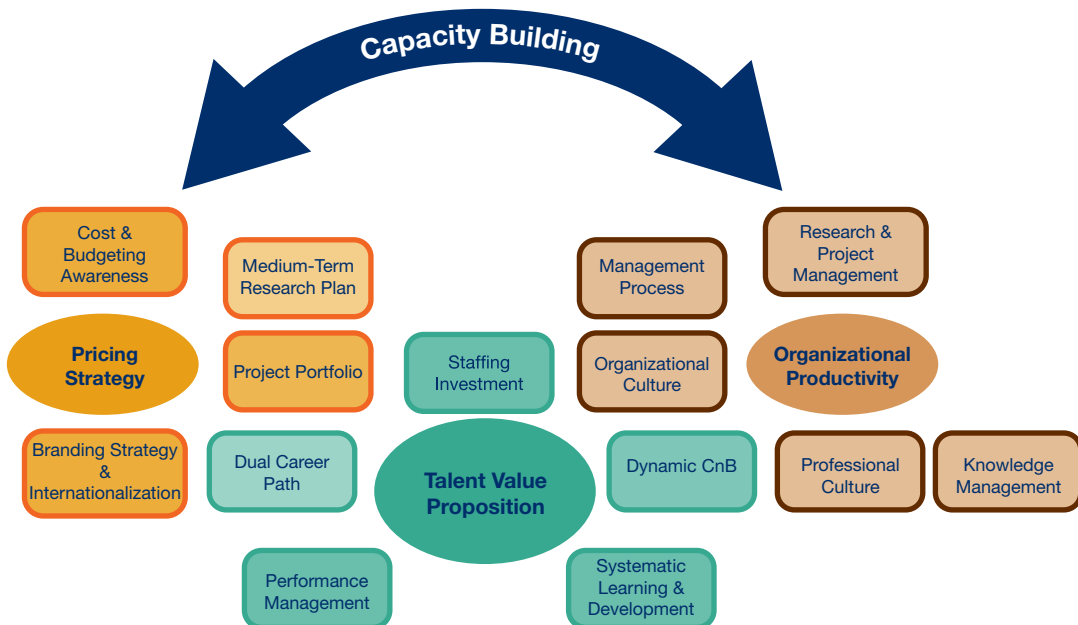 Capacity Building
Cost &
Budgeting
Awareness
Medium-Term
Research Plan
Management
Process
Research &
Project
Management
Pricing
Strategy
Project Portfolio
Staffing
Investment
Organizational
Culture
Organizational
Productivity
Branding Strategy
&
Internationalization
Dual Career
Path
Talent Value
Proposition
Dynamic CnB
Professional
Culture
Knowledge
Management
Performance
Management
Systematic
Learning &
Development